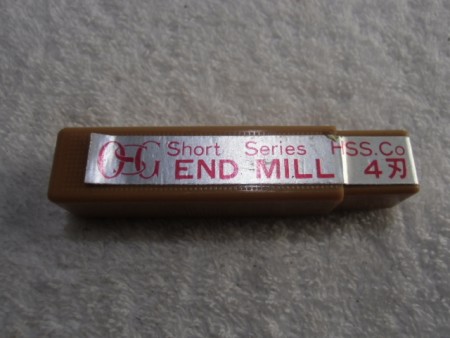 OSG Short Series HSS.Co
END MILL 4刃